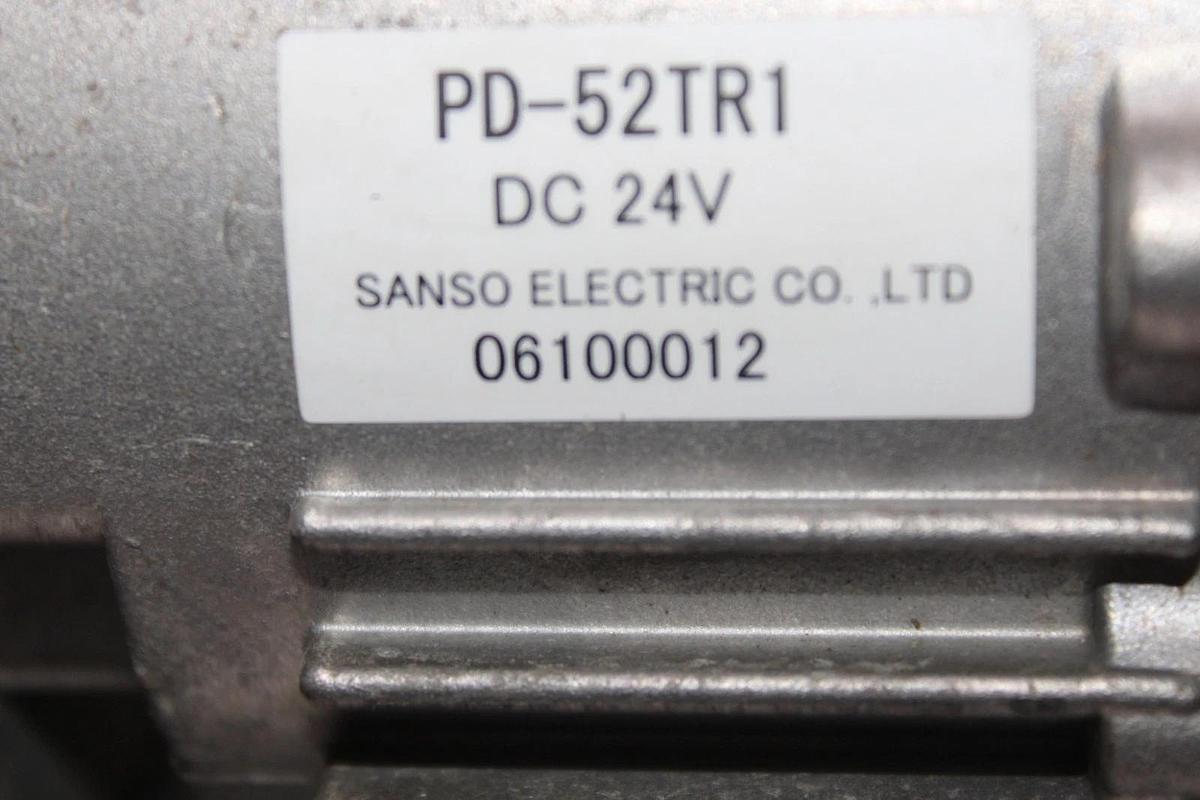 PD-52TR1
DC 24V
SANSO ELECTRIC CO. ,LTD
06100012